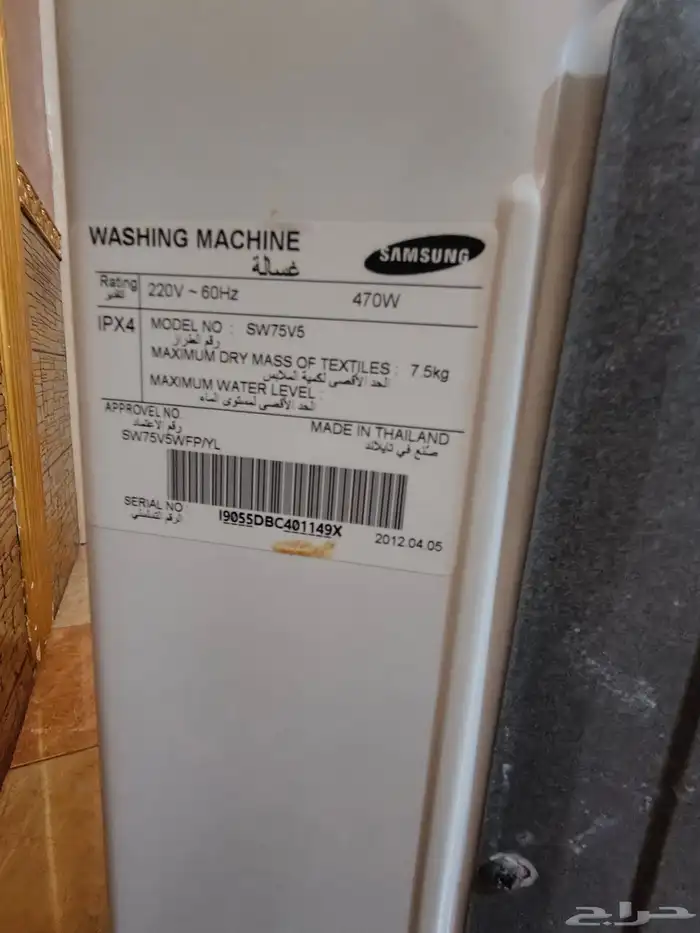 WASHING MACHINE
غسالة
SAMSUNG
Rating
220V ~ 60Hz
470W
IPX4
MODEL NO : SW75V5
رقم الطراز
MAXIMUM DRY MASS OF TEXTILES : 7.5kg
الحد الأقصى لكمية الملابس
MAXIMUM WATER LEVEL :
الحد الأقصى لمستوى الماء
APPROVEL NO
رقم الاعتماد
SW75V5WFP/YL
MADE IN THAILAND
صنع في تايلاند
SERIAL NO
الرقم التسلسلي
I9055DBC401149X
2012.04.05
حراج